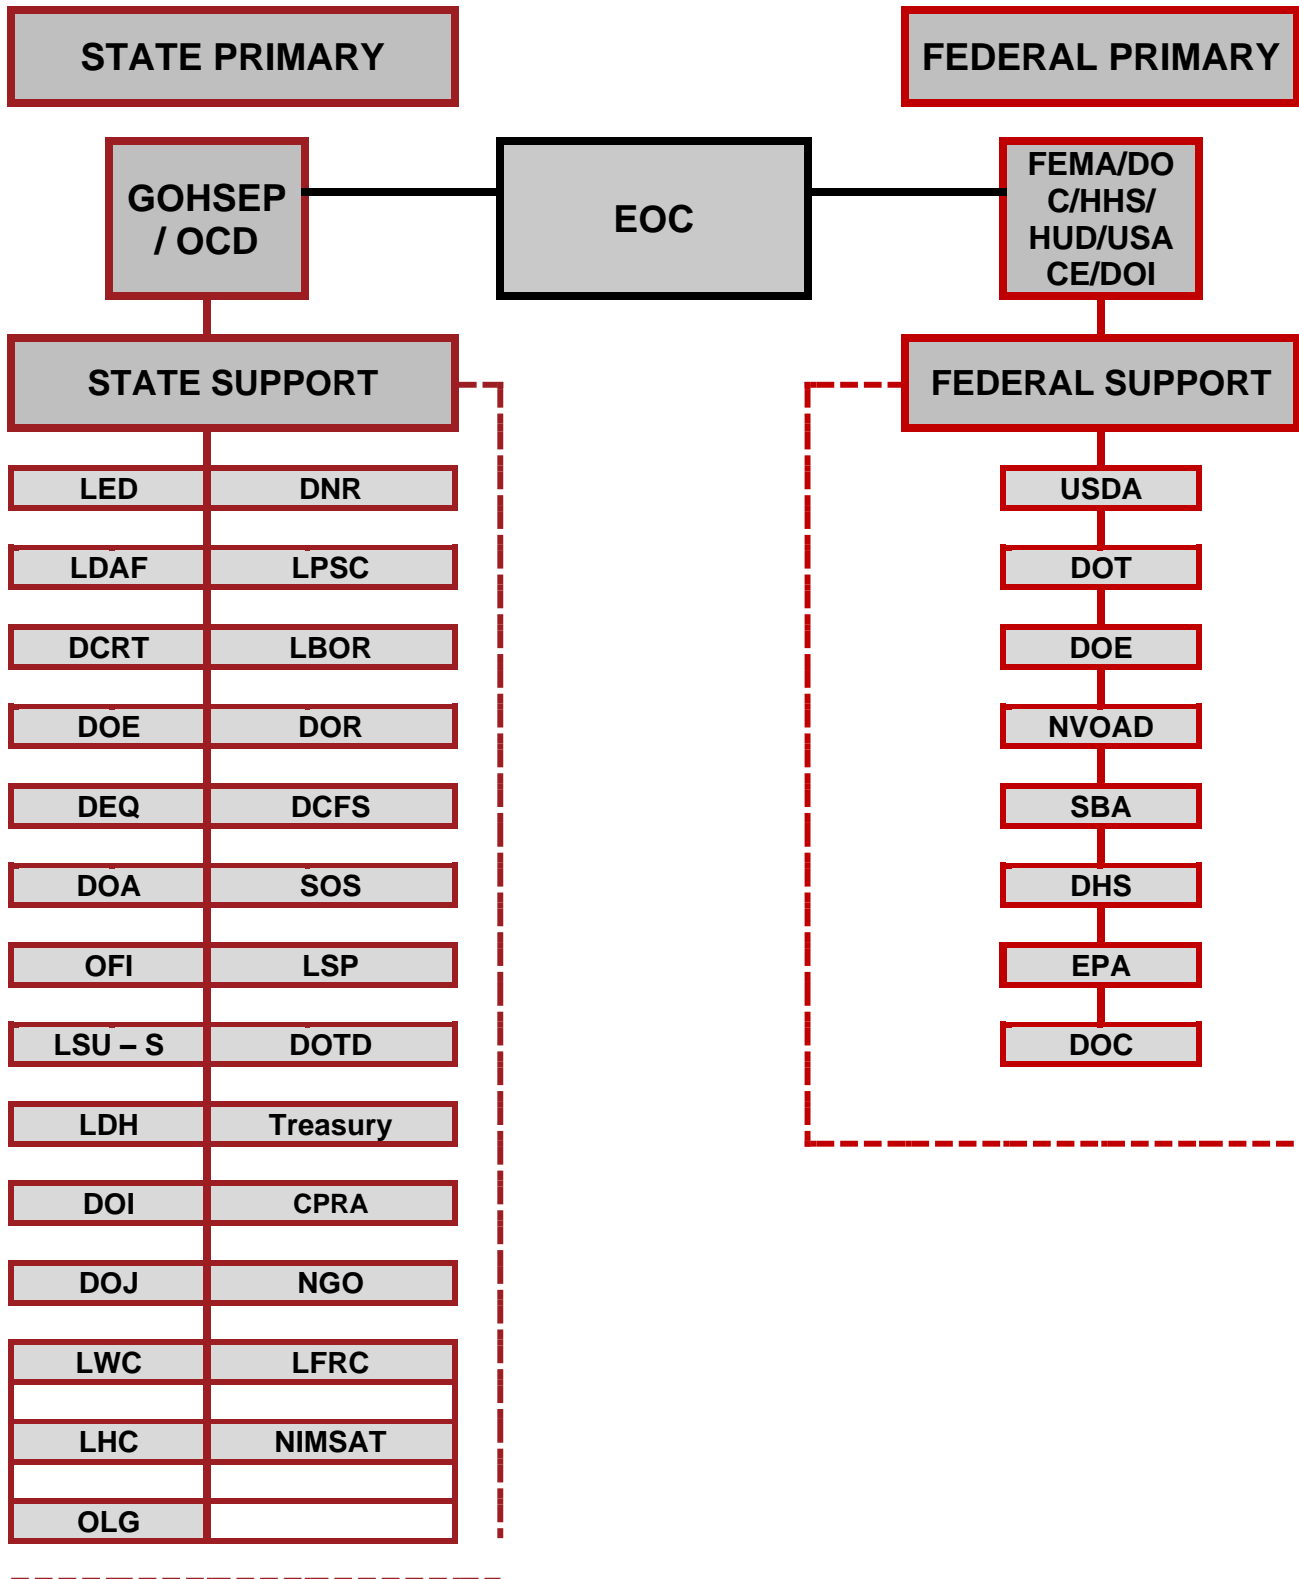 STATE PRIMARY
FEDERAL PRIMARY
GOHSEP
/ OCD
EOC
FEMA/DO
C/HHS/
HUD/USA
CE/DOI
STATE SUPPORT
FEDERAL SUPPORT
LED
DNR
USDA
LDAF
LPSC
DOT
DCRT
LBOR
DOE
DOE
DOR
NVOAD
DEQ
DCFS
SBA
DOA
SOS
DHS
OFI
LSP
EPA
LSU – S
DOTD
DOC
LDH
Treasury
DOI
CPRA
DOJ
NGO
LWC
LFRC
LHC
NIMSAT
OLG